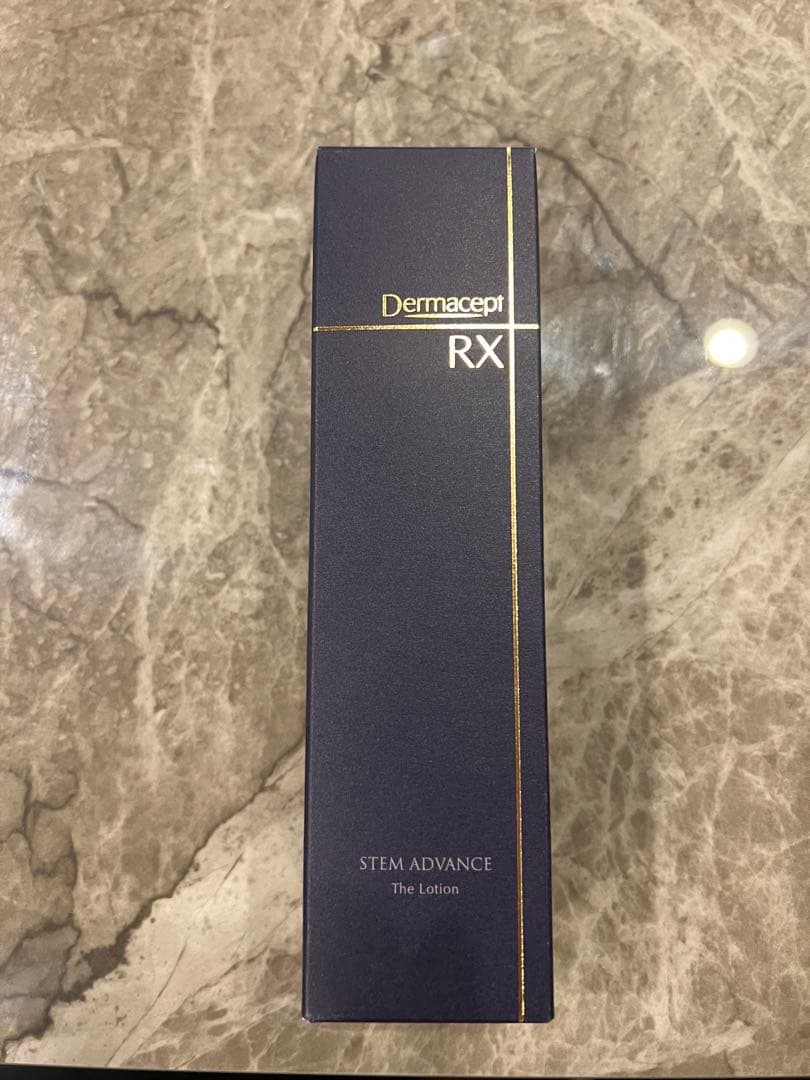 Dermacept
RX
STEM ADVANCE
The Lotion